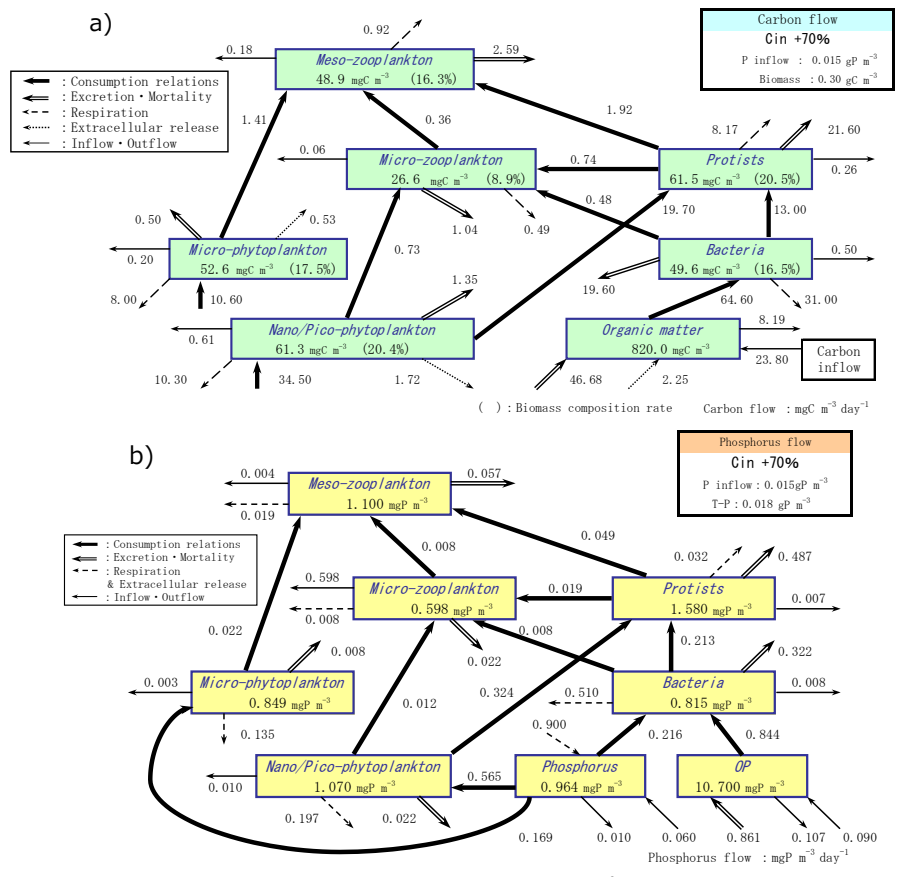 a)
Carbon flow
Cin +70%
P inflow : 0.015 gP m⁻³
Biomass : 0.30 gC m⁻³
: Consumption relations
: Excretion・Mortality
: Respiration
: Extracellular release
: Inflow・Outflow
0.92
0.18
2.59
Meso-zooplankton
48.9 mgC m⁻³ (16.3%)
1.41
0.36
1.92
8.17
21.60
0.06
Micro-zooplankton
26.6 mgC m⁻³ (8.9%)
0.74
Protists
61.5 mgC m⁻³ (20.5%)
0.26
0.48
19.70
13.00
0.50
0.53
1.04
0.49
Micro-phytoplankton
52.6 mgC m⁻³ (17.5%)
0.20
0.73
Bacteria
49.6 mgC m⁻³ (16.5%)
0.50
8.00
10.60
1.35
19.60
64.60
31.00
0.61
Nano/Pico-phytoplankton
61.3 mgC m⁻³ (20.4%)
Organic matter
820.0 mgC m⁻³
8.19
23.80
Carbon
inflow
10.30
34.50
1.72
46.68
2.25
( ) : Biomass composition rate Carbon flow : mgC m⁻³ day⁻¹
b)
Phosphorus flow
Cin +70%
P inflow : 0.015gP m⁻³
T-P : 0.018 gP m⁻³
: Consumption relations
: Excretion・Mortality
: Respiration
& Extracellular release
: Inflow・Outflow
0.004
0.057
Meso-zooplankton
1.100 mgP m⁻³
0.019
0.022
0.008
0.049
0.032
0.487
0.598
Micro-zooplankton
0.598 mgP m⁻³
0.008
0.019
Protists
1.580 mgP m⁻³
0.007
0.008
0.213
0.008
0.022
0.322
0.003
Micro-phytoplankton
0.849 mgP m⁻³
0.012
0.324
0.510
Bacteria
0.815 mgP m⁻³
0.008
0.135
0.900
0.216
0.844
0.010
Nano/Pico-phytoplankton
1.070 mgP m⁻³
0.565
Phosphorus
0.964 mgP m⁻³
OP
10.700 mgP m⁻³
0.197
0.022
0.169
0.010
0.060
0.861
0.107
0.090
Phosphorus flow : mgP m⁻³ day⁻¹